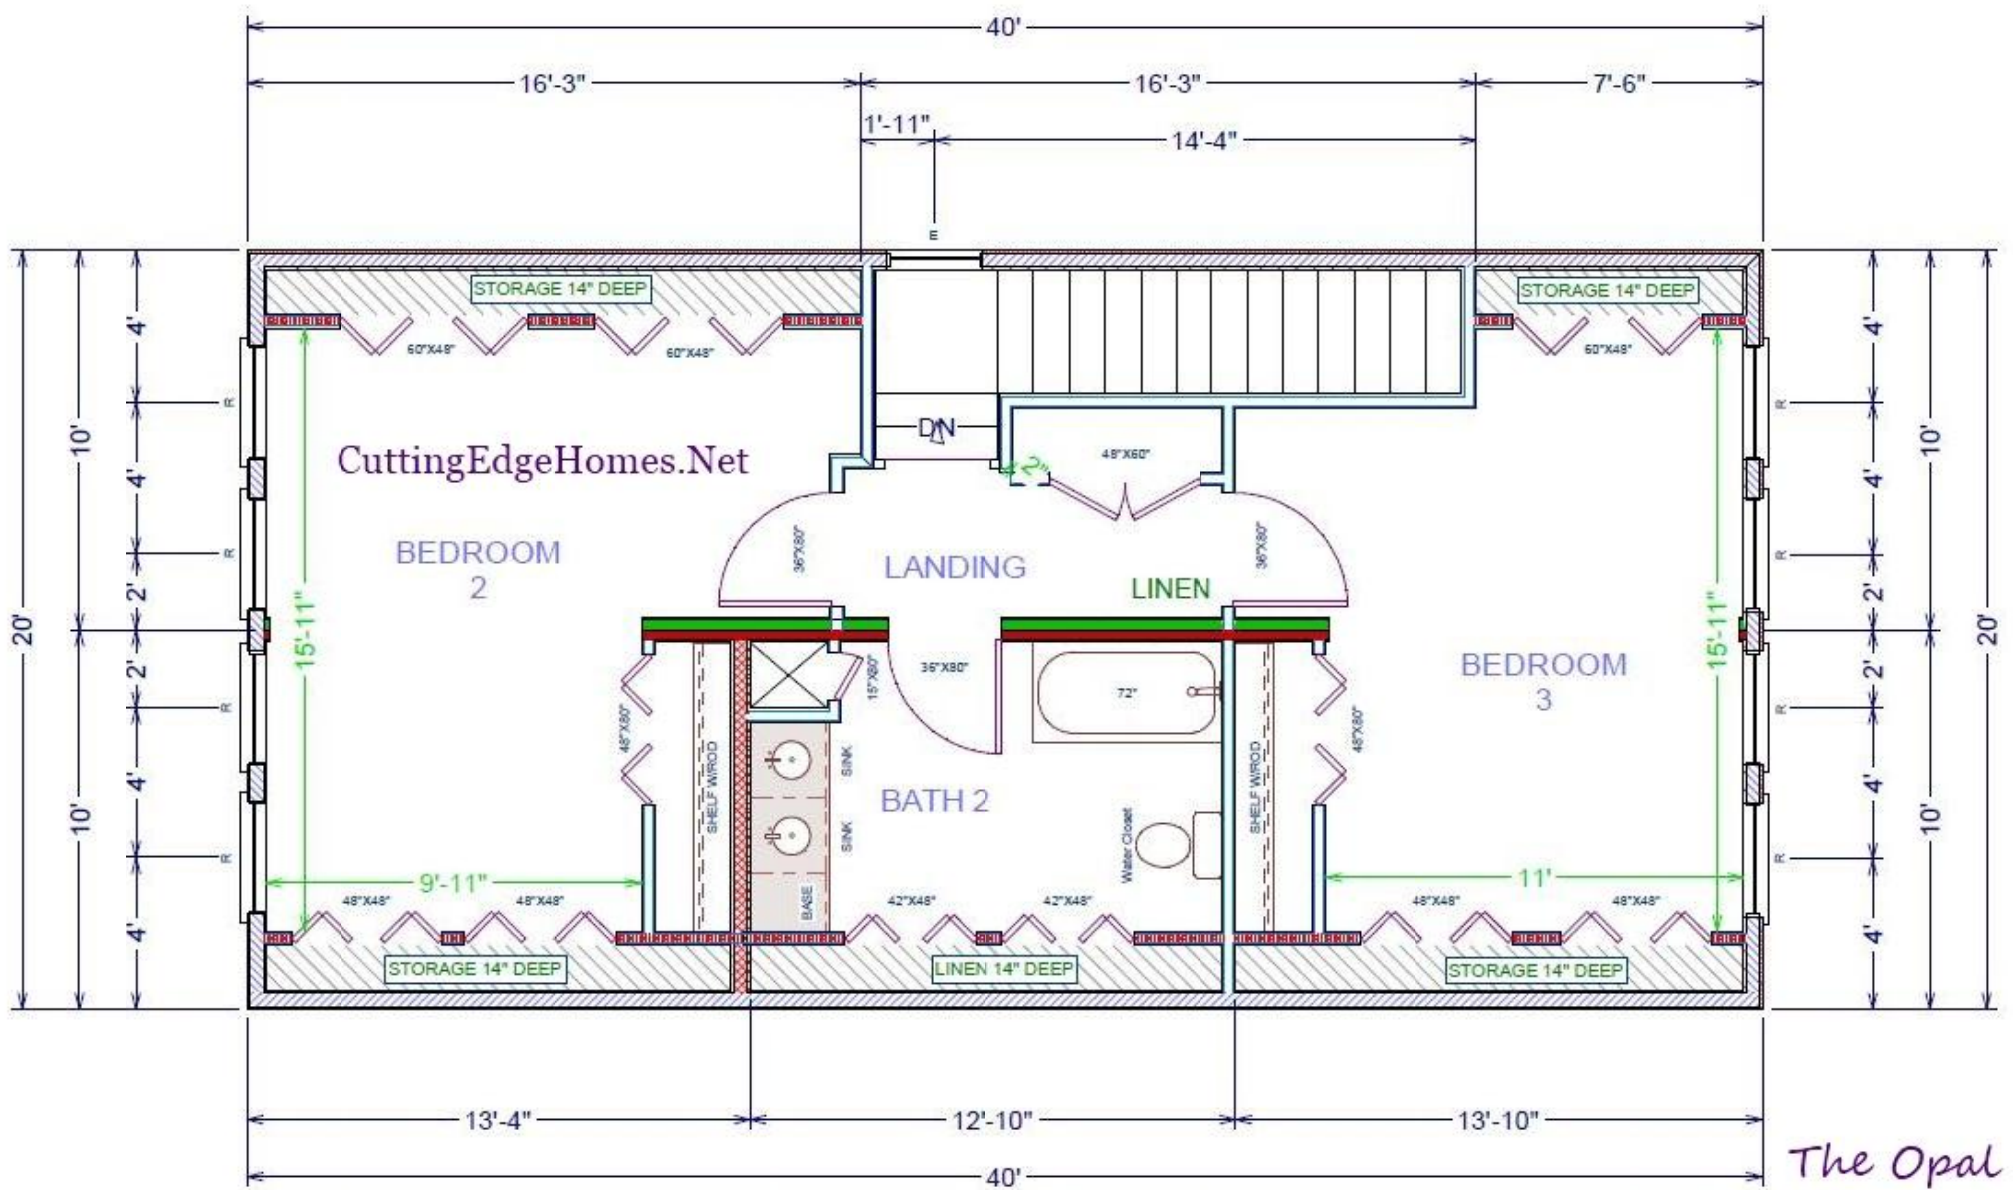 40'
16'-3"
16'-3"
7'-6"
1'-11"
14'-4"
E
STORAGE 14" DEEP
STORAGE 14" DEEP
4'
4'
60"X48"
60"X48"
60"X48"
R
R
10'
DN
10'
CuttingEdgeHomes.Net
48"X60"
4'
4'
BEDROOM
2
36"X80"
LANDING
36"X80"
R
R
LINEN
2'
2'
20'
15'-11"
15'-11"
20'
36"X80"
15"X80"
72"
BEDROOM
3
2'
2'
R
R
48"X80"
48"X80"
SHELF W/ROD
SINK
SHELF W/ROD
4'
4'
BATH 2
10'
10'
SINK
Water Closet
R
R
9'-11"
11'
48"X48"
48"X48"
BASE
42"X48"
42"X48"
48"X48"
48"X48"
4'
4'
STORAGE 14" DEEP
LINEN 14" DEEP
STORAGE 14" DEEP
13'-4"
12'-10"
13'-10"
40'
The Opal